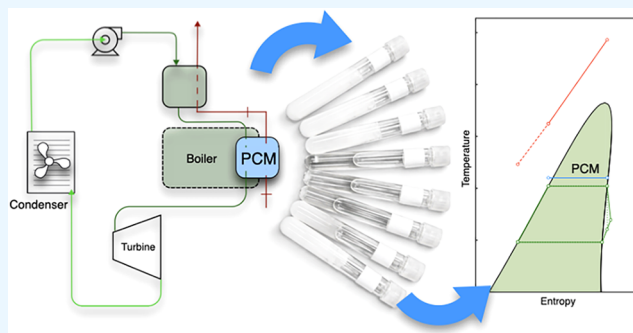 Boiler
PCM
Condenser
Turbine
Temperature
PCM
Entropy